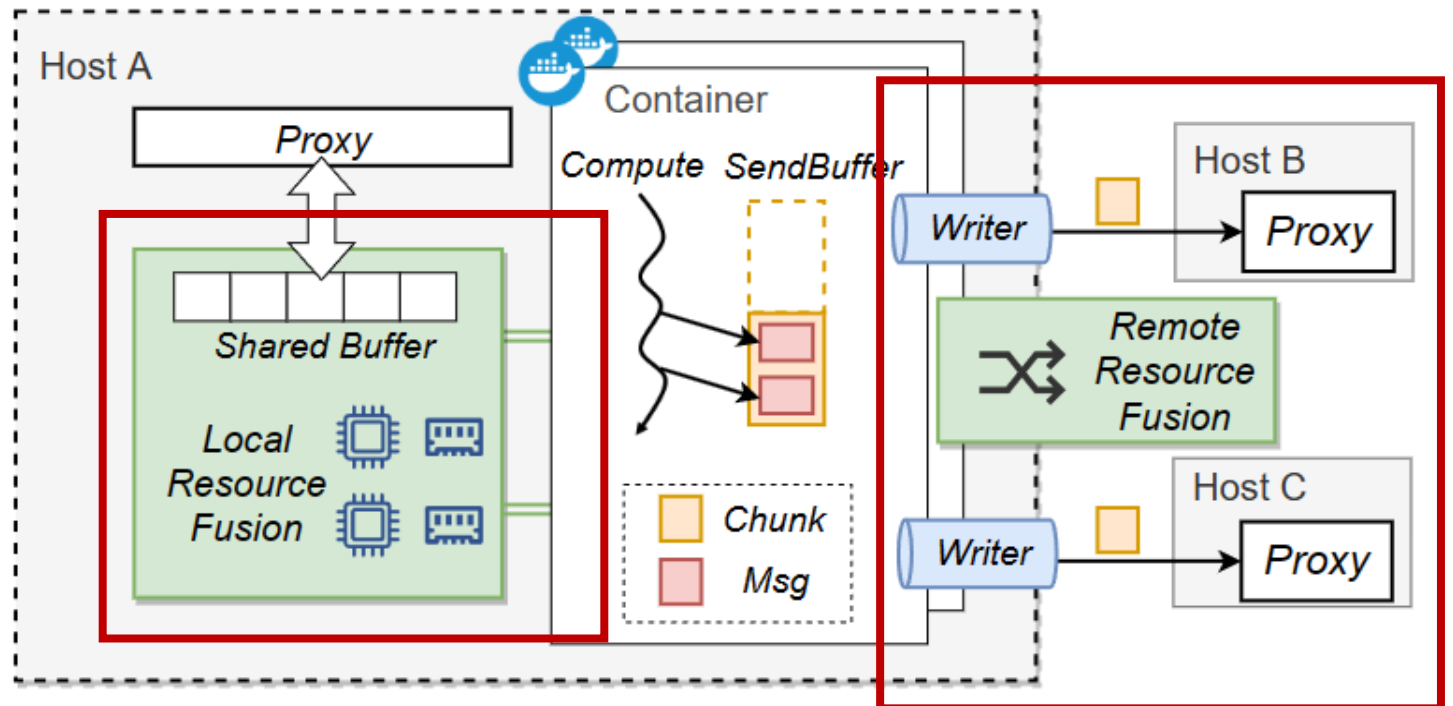 Host A
Proxy
Shared Buffer
Local
Resource
Fusion
Container
Compute
SendBuffer
Chunk
Msg
Writer
Host B
Proxy
Remote
Resource
Fusion
Writer
Host C
Proxy